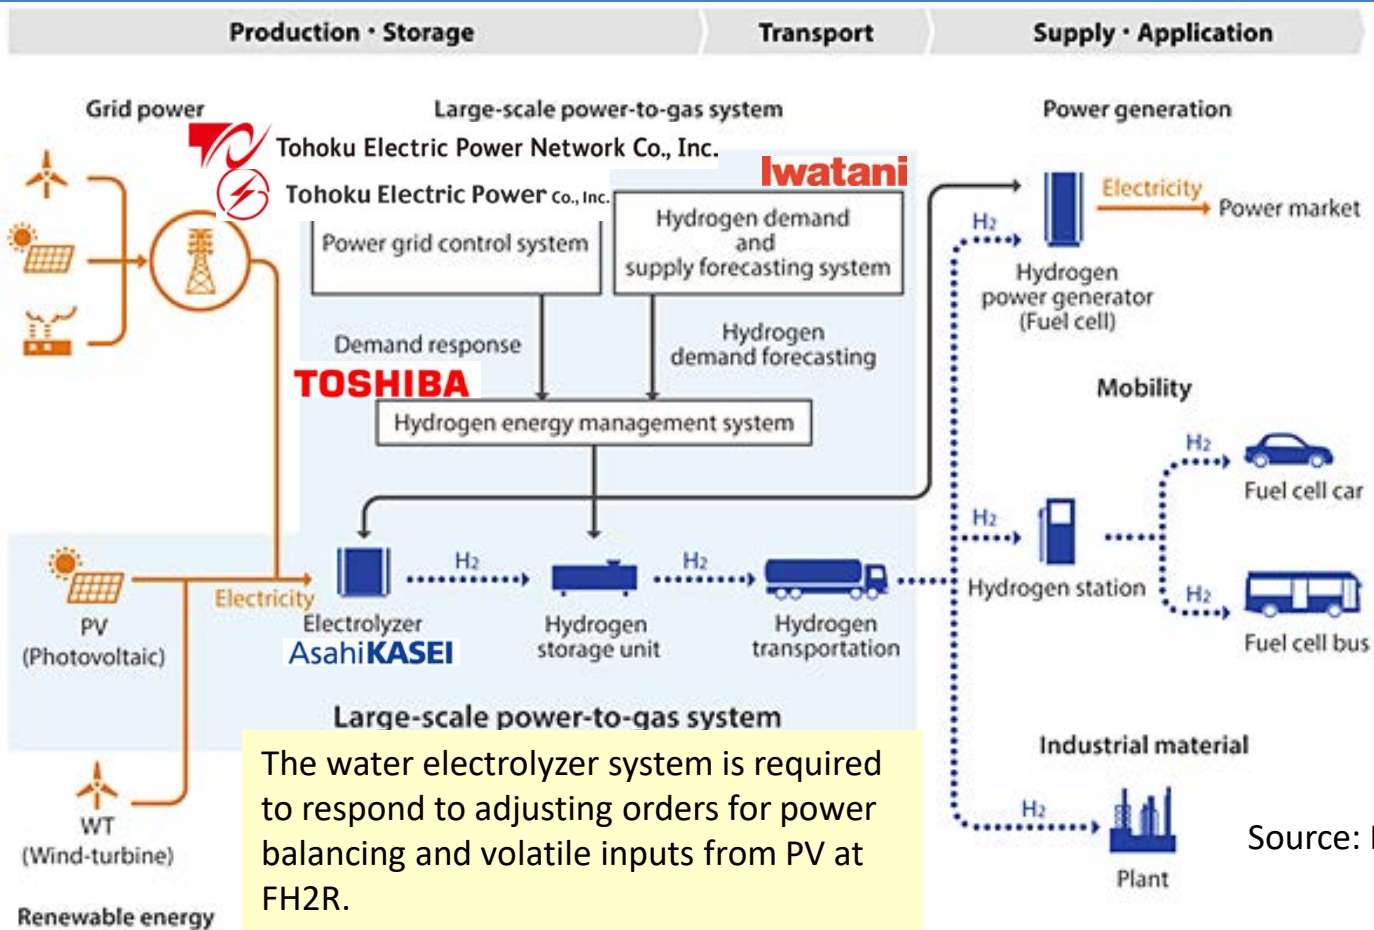 Production · Storage
Transport
Supply · Application
Grid power
Large-scale power-to-gas system
Power generation
Tohoku Electric Power Network Co., Inc.
Tohoku Electric Power Co., Inc.
Iwatani
Power grid control system
Hydrogen demand
and
supply forecasting system
H2
Electricity
Power market
Hydrogen
power generator
(Fuel cell)
Demand response
Hydrogen
demand forecasting
TOSHIBA
Hydrogen energy management system
Mobility
H2
Fuel cell car
PV
(Photovoltaic)
Electricity
Electrolyzer
AsahiKASEI
H2
Hydrogen
storage unit
H2
Hydrogen
transportation
H2
Hydrogen station
H2
Fuel cell bus
Large-scale power-to-gas system
WT
(Wind-turbine)
Renewable energy
The water electrolyzer system is required
to respond to adjusting orders for power
balancing and volatile inputs from PV at
FH2R.
Industrial material
H2
Plant
Source: